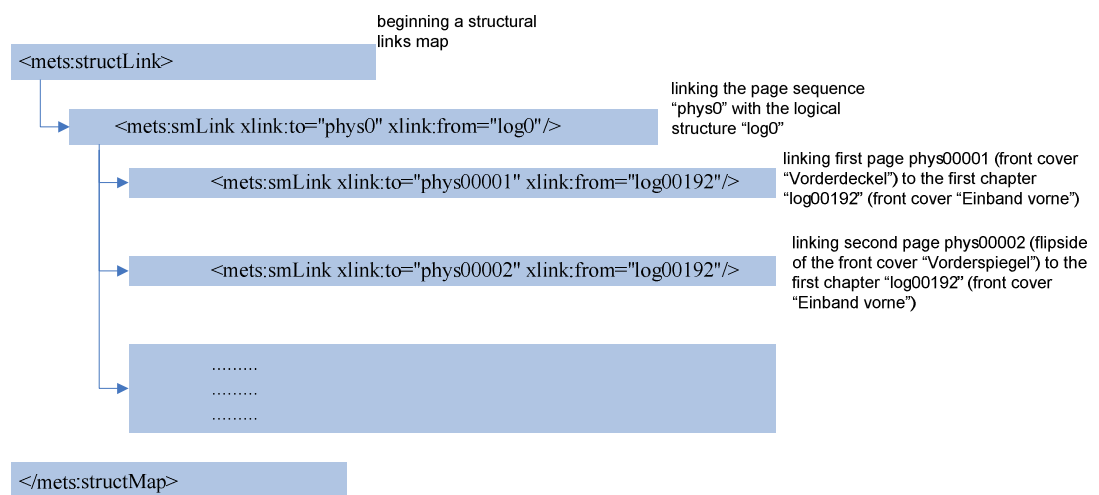 beginning a structural
links map
<mets:structLink>
linking the page sequence
“phys0” with the logical
structure “log0”
<mets:smLink xlink:to="phys0" xlink:from="log0"/>
linking first page phys00001 (front cover
“Vorderdeckel”) to the first chapter
“log00192” (front cover “Einband vorne”)
<mets:smLink xlink:to="phys00001" xlink:from="log00192"/>
linking second page phys00002 (flipside
of the front cover “Vorderspiegel”) to the
first chapter “log00192” (front cover
“Einband vorne”)
<mets:smLink xlink:to="phys00002" xlink:from="log00192"/>
.........
.........
.........
</mets:structMap>